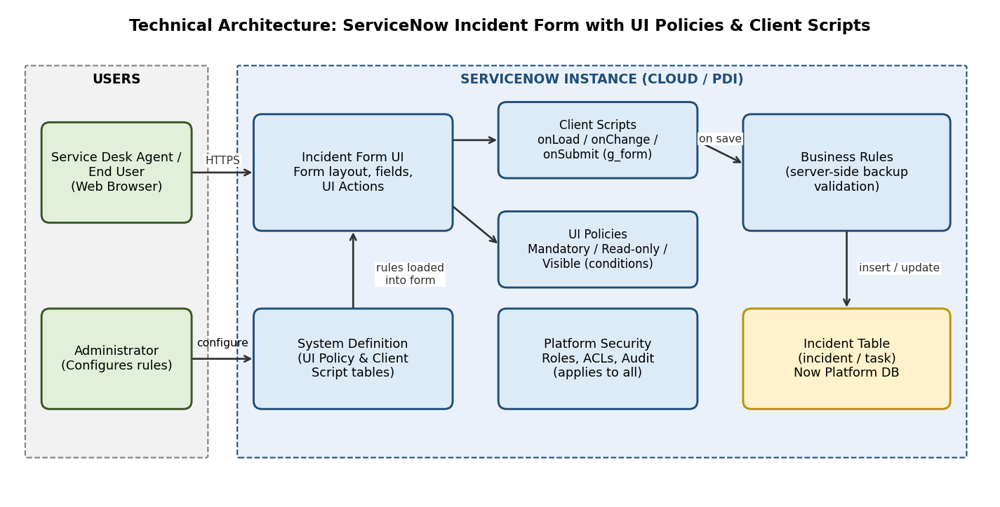 Technical Architecture: ServiceNow Incident Form with UI Policies & Client Scripts
USERS
SERVICENOW INSTANCE (CLOUD / PDI)
Service Desk Agent /
End User
(Web Browser)
HTTPS
Incident Form UI
Form layout, fields,
UI Actions
Client Scripts
onLoad / onChange /
onSubmit (g_form)
on save
Business Rules
(server-side backup
validation)
UI Policies
Mandatory / Read-only /
Visible (conditions)
rules loaded
into form
insert / update
Administrator
(Configures rules)
configure
System Definition
(UI Policy & Client
Script tables)
Platform Security
Roles, ACLs, Audit
(applies to all)
Incident Table
(incident / task)
Now Platform DB